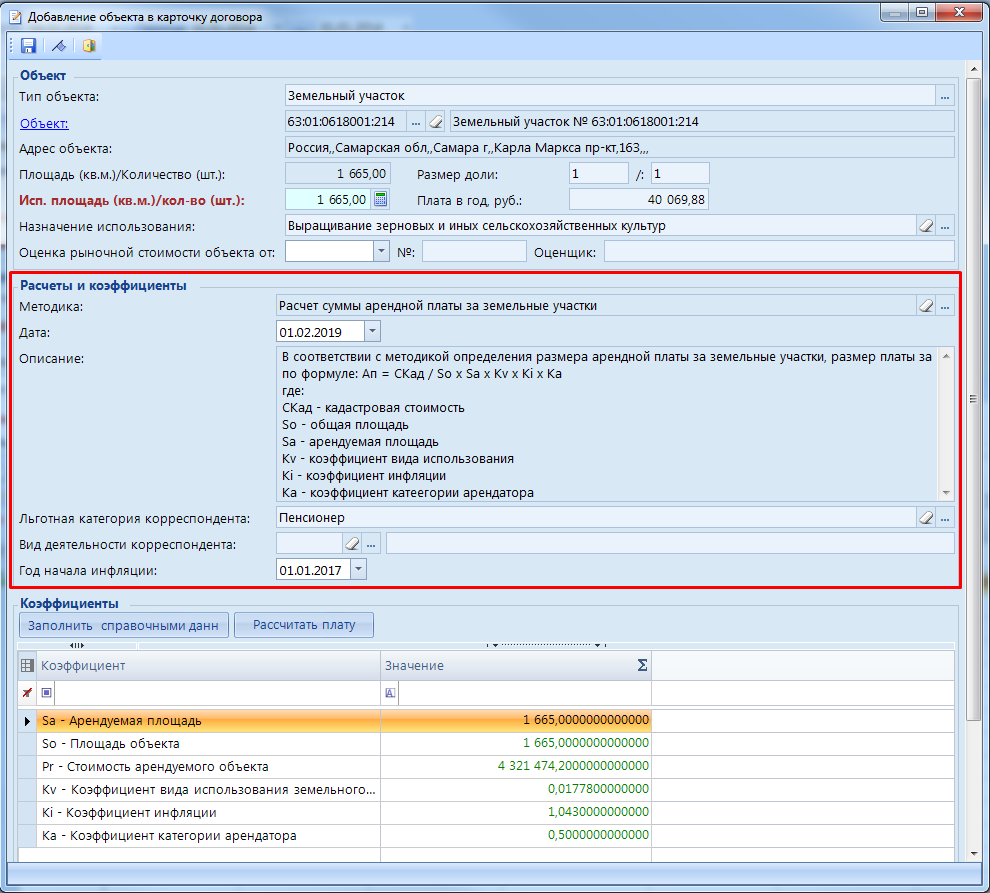 Добавление объекта в карточку договора
Объект
Тип объекта: Земельный участок ...
Объект: 63:01:0618001:214 ... Земельный участок № 63:01:0618001:214
Адрес объекта: Россия,,Самарская обл,,Самара г,,Карла Маркса пр-кт,163,,,
Площадь (кв.м.)/Количество (шт.): 1 665,00 Размер доли: 1 /: 1
Исп. площадь (кв.м.)/кол-во (шт.): 1 665,00 Плата в год, руб.: 40 069,88
Назначение использования: Выращивание зерновых и иных сельскохозяйственных культур ...
Оценка рыночной стоимости объекта от: №: Оценщик:
Расчеты и коэффициенты
Методика: Расчет суммы арендной платы за земельные участки ...
Дата: 01.02.2019
Описание: В соответствии с методикой определения размера арендной платы за земельные участки, размер платы за
по формуле: Ап = СКад / So x Sa x Kv x Ki x Ka
где:
СКад - кадастровая стоимость
So - общая площадь
Sa - арендуемая площадь
Kv - коэффициент вида использования
Ki - коэффициент инфляции
Ka - коэффициент катеегории арендатора
Льготная категория корреспондента: Пенсионер ...
Вид деятельности корреспондента: ...
Год начала инфляции: 01.01.2017
Коэффициенты
Заполнить справочными данн Рассчитать плату
Коэффициент Значение Σ
A
Sa - Арендуемая площадь 1 665,0000000000000
So - Площадь объекта 1 665,0000000000000
Pr - Стоимость арендуемого объекта 4 321 474,2000000000000
Kv - Коэффициент вида использования земельного... 0,0177800000000
Ki - Коэффициент инфляции 1,0430000000000
Ka - Коэффициент категории арендатора 0,5000000000000